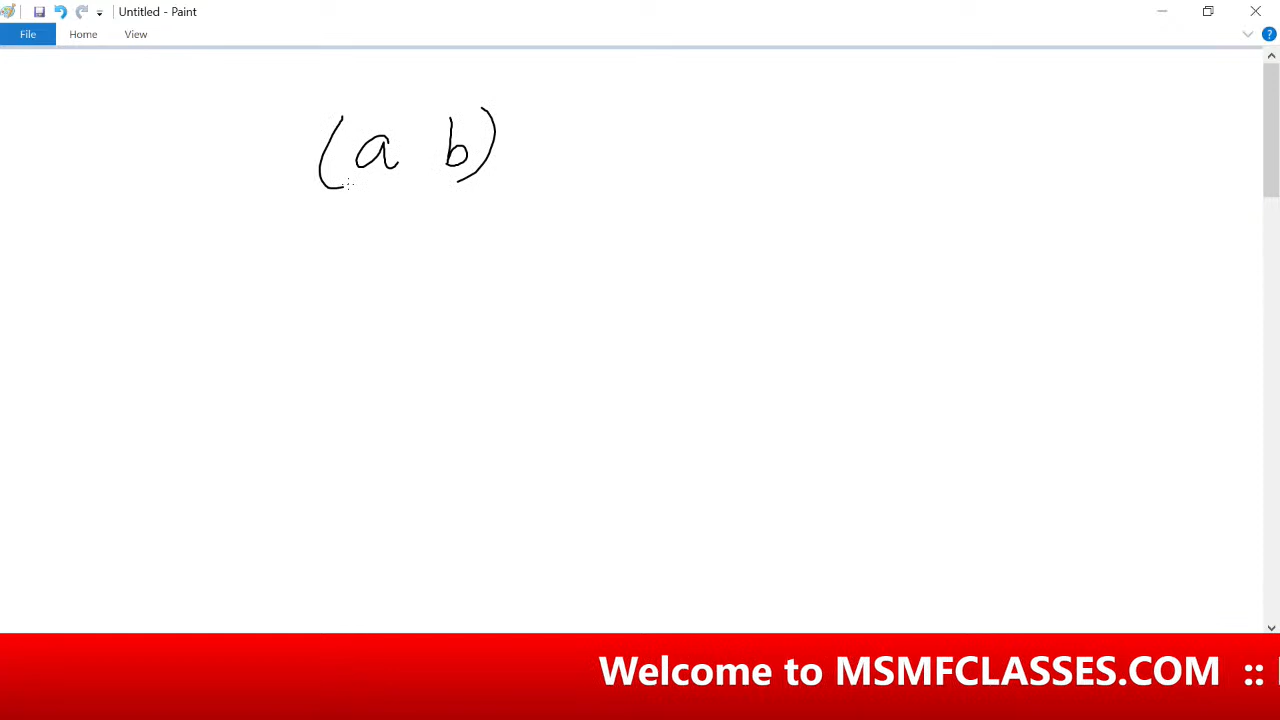 Untitled - Paint
File Home View
(a b)
Welcome to MSMFCLASSES.COM ::